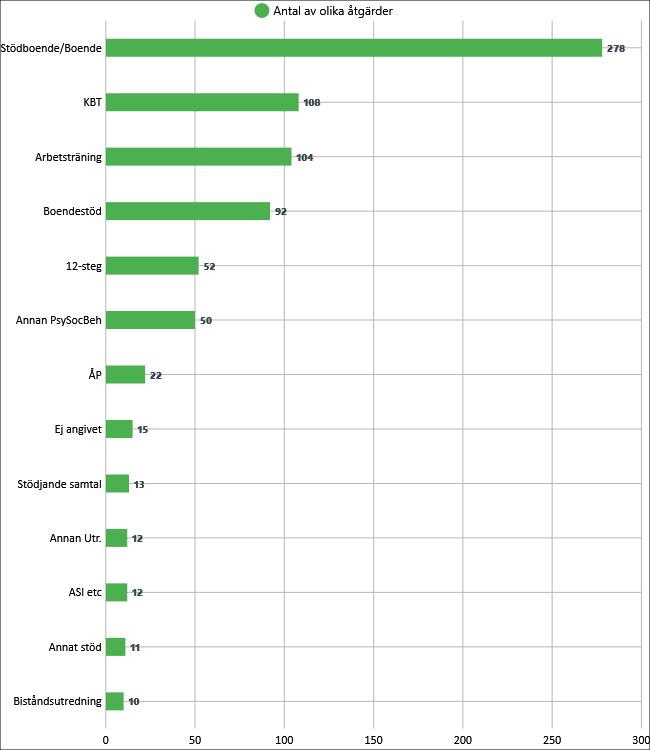 Antal av olika åtgärder
Stödboende/Boende 278
KBT 108
Arbetsträning 104
Boendestöd 92
12-steg 52
Annan PsySocBeh 50
ÅP 22
Ej angivet 15
Stödjande samtal 13
Annan Utr. 12
ASI etc 12
Annat stöd 11
Biståndsutredning 10
0 50 100 150 200 250 300